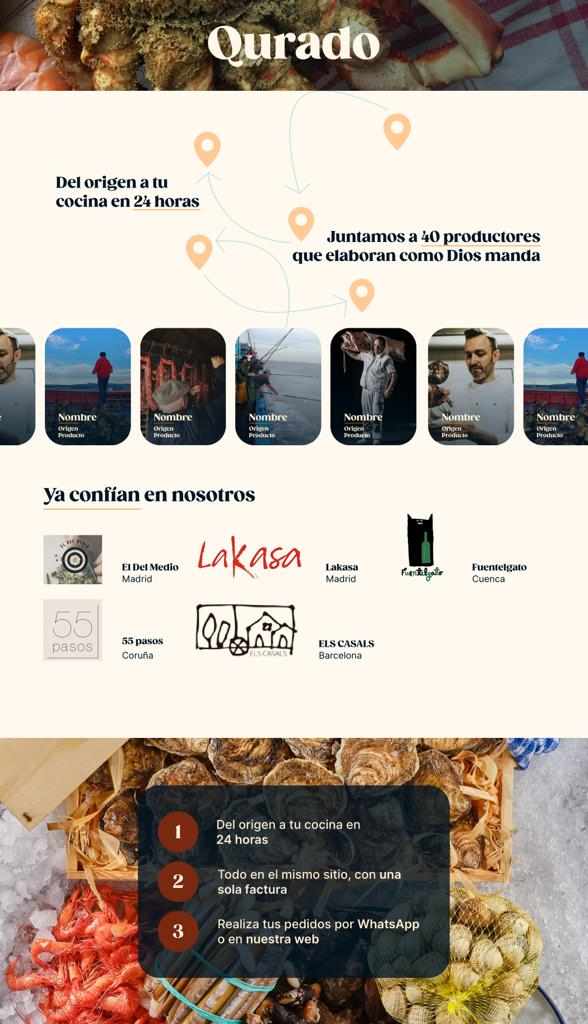 Qurado
Del origen a tu
cocina en 24 horas
Juntamos a 40 productores
que elaboran como Dios manda
Nombre
Origen
Producto
Nombre
Origen
Producto
Nombre
Origen
Producto
Nombre
Origen
Producto
Nombre
Origen
Producto
Nombre
Origen
Producto
Ya confían en nosotros
EL DEL MEDIO
El Del Medio
Madrid
Lakasa
Lakasa
Madrid
Fuentelgato
Fuentelgato
Cuenca
55
pasos
55 pasos
Coruña
ELS CASALS
ELS CASALS
Barcelona
1
Del origen a tu cocina en
24 horas
2
Todo en el mismo sitio, con una
sola factura
3
Realiza tus pedidos por WhatsApp
o en nuestra web